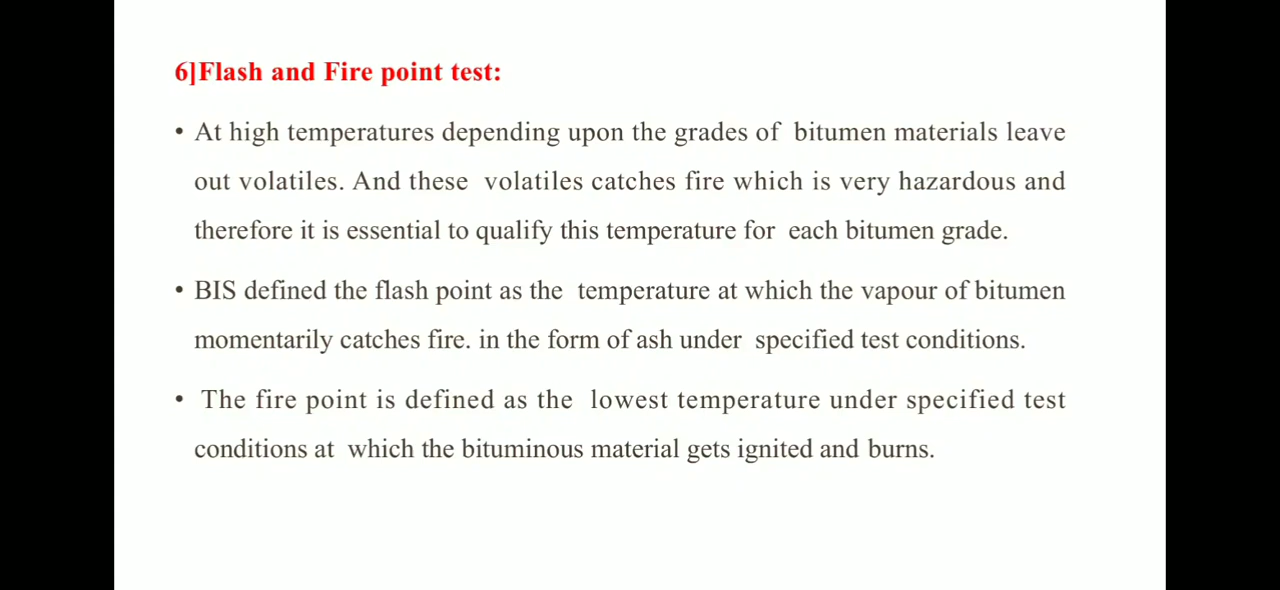 6]Flash and Fire point test:
• At high temperatures depending upon the grades of bitumen materials leave
out volatiles. And these volatiles catches fire which is very hazardous and
therefore it is essential to qualify this temperature for each bitumen grade.
• BIS defined the flash point as the temperature at which the vapour of bitumen
momentarily catches fire. in the form of ash under specified test conditions.
• The fire point is defined as the lowest temperature under specified test
conditions at which the bituminous material gets ignited and burns.